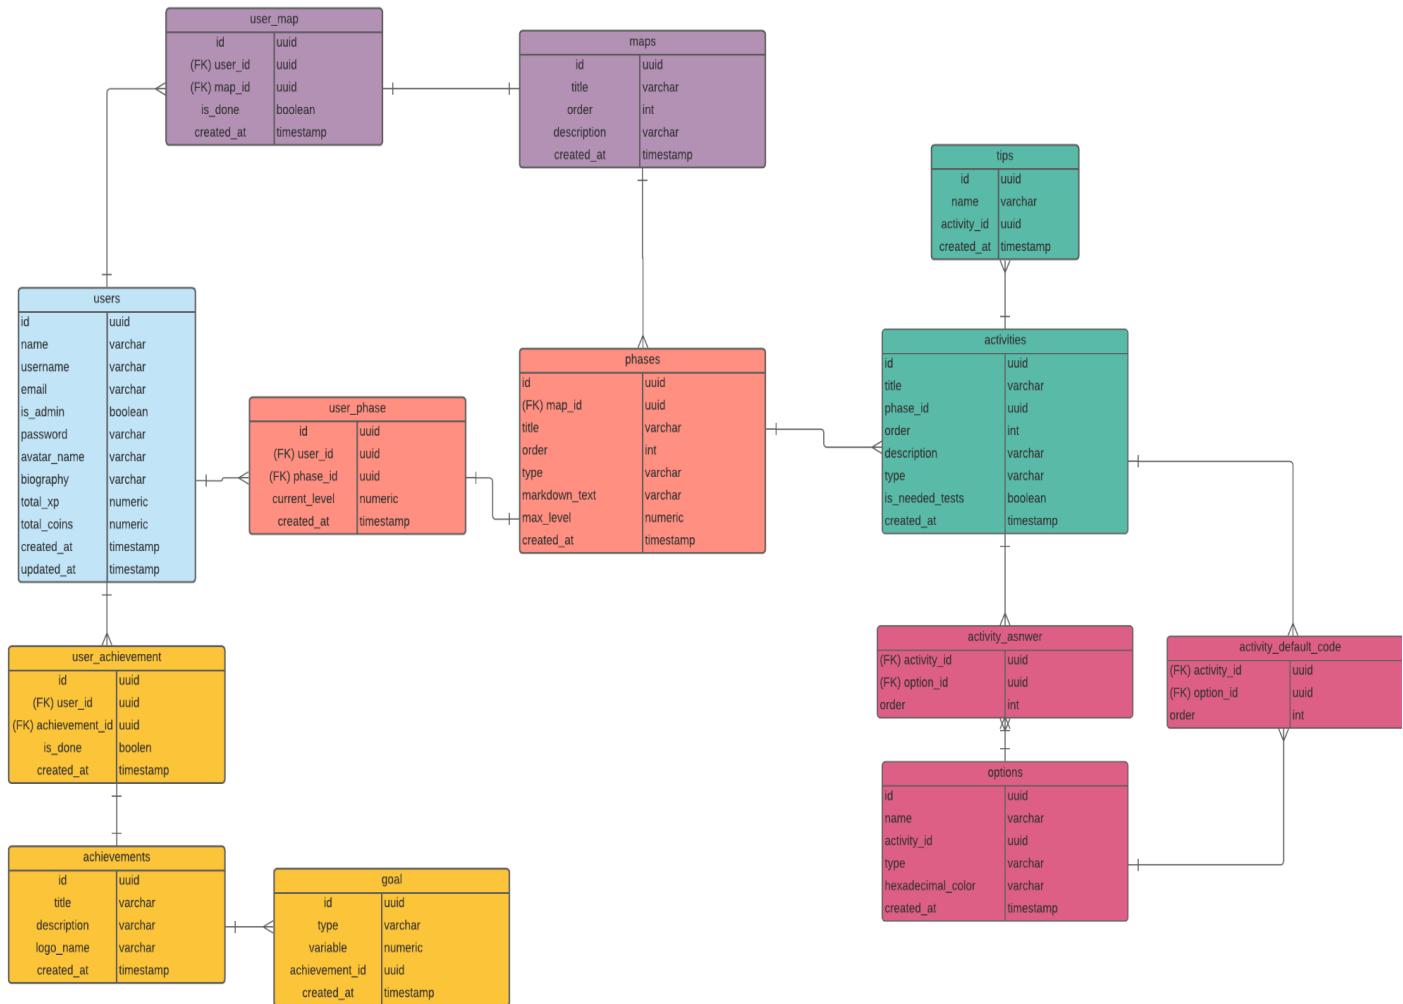 user_map
id uuid
(FK) user_id uuid
(FK) map_id uuid
is_done boolean
created_at timestamp
maps
id uuid
title varchar
order int
description varchar
created_at timestamp
tips
id uuid
name varchar
activity_id uuid
created_at timestamp
users
id uuid
name varchar
username varchar
email varchar
is_admin boolean
password varchar
avatar_name varchar
biography varchar
total_xp numeric
total_coins numeric
created_at timestamp
updated_at timestamp
user_phase
id uuid
(FK) user_id uuid
(FK) phase_id uuid
current_level numeric
created_at timestamp
phases
id uuid
(FK) map_id uuid
title varchar
order int
type varchar
markdown_text varchar
max_level numeric
created_at timestamp
activities
id uuid
title varchar
phase_id uuid
order int
description varchar
type varchar
is_needed_tests boolean
created_at timestamp
user_achievement
id uuid
(FK) user_id uuid
(FK) achievement_id uuid
is_done boolen
created_at timestamp
activity_asnwer
(FK) activity_id uuid
(FK) option_id uuid
order int
activity_default_code
(FK) activity_id uuid
(FK) option_id uuid
order int
achievements
id uuid
title varchar
description varchar
logo_name varchar
created_at timestamp
goal
id uuid
type varchar
variable numeric
achievement_id uuid
created_at timestamp
options
id uuid
name varchar
activity_id uuid
type varchar
hexadecimal_color varchar
created_at timestamp